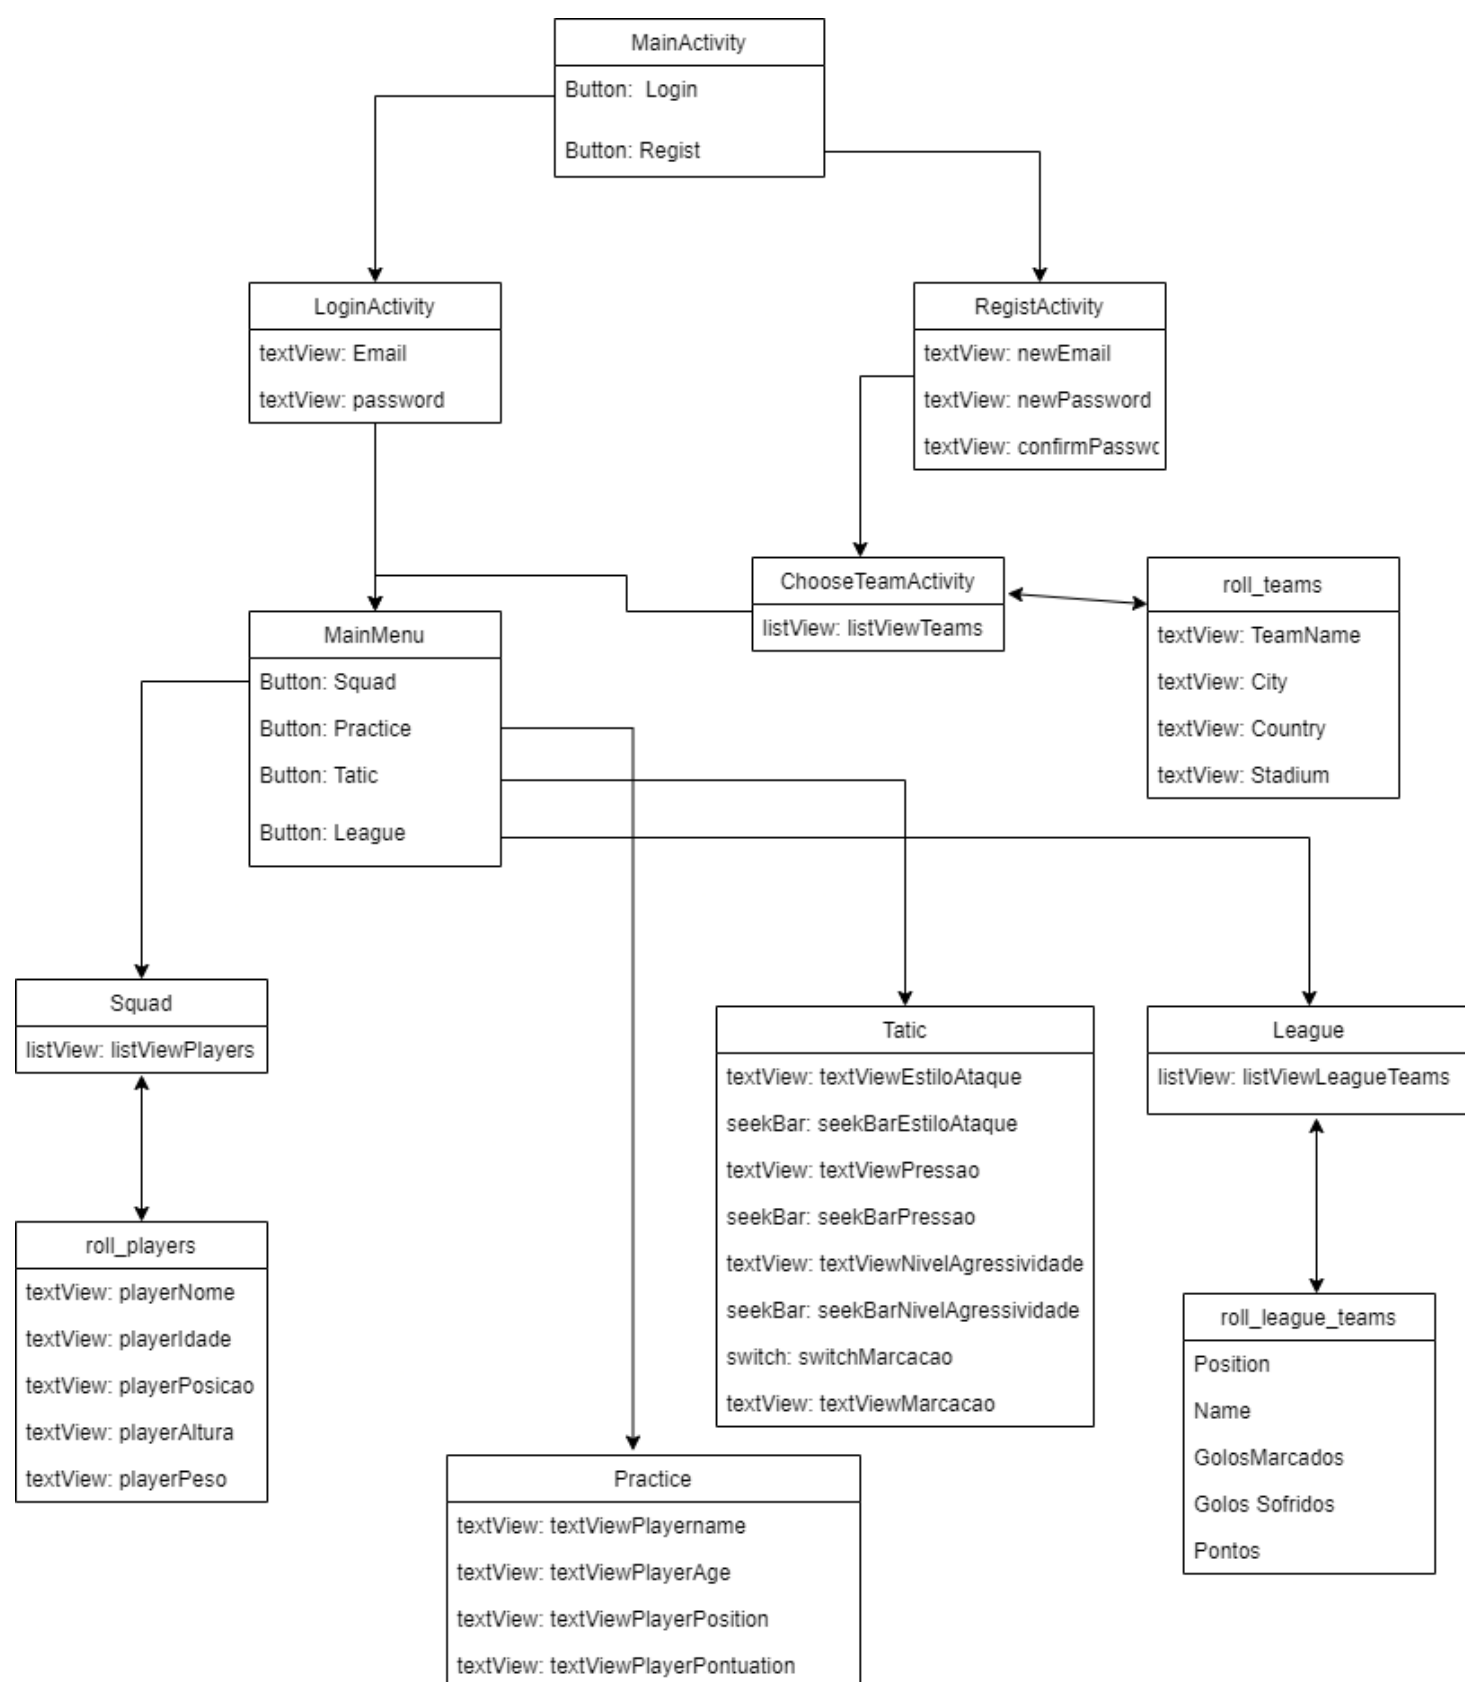 MainActivity
Button:  Login
Button: Regist
LoginActivity
textView: Email
textView: password
RegistActivity
textView: newEmail
textView: newPassword
textView: confirmPasswc
ChooseTeamActivity
listView: listViewTeams
roll_teams
textView: TeamName
textView: City
textView: Country
textView: Stadium
MainMenu
Button: Squad
Button: Practice
Button: Tatic
Button: League
Squad
listView: listViewPlayers
roll_players
textView: playerNome
textView: playerIdade
textView: playerPosicao
textView: playerAltura
textView: playerPeso
Tatic
textView: textViewEstiloAtaque
seekBar: seekBarEstiloAtaque
textView: textViewPressao
seekBar: seekBarPressao
textView: textViewNivelAgressividade
seekBar: seekBarNivelAgressividade
switch: switchMarcacao
textView: textViewMarcacao
League
listView: listViewLeagueTeams
roll_league_teams
Position
Name
GolosMarcados
Golos Sofridos
Pontos
Practice
textView: textViewPlayername
textView: textViewPlayerAge
textView: textViewPlayerPosition
textView: textViewPlayerPontuation